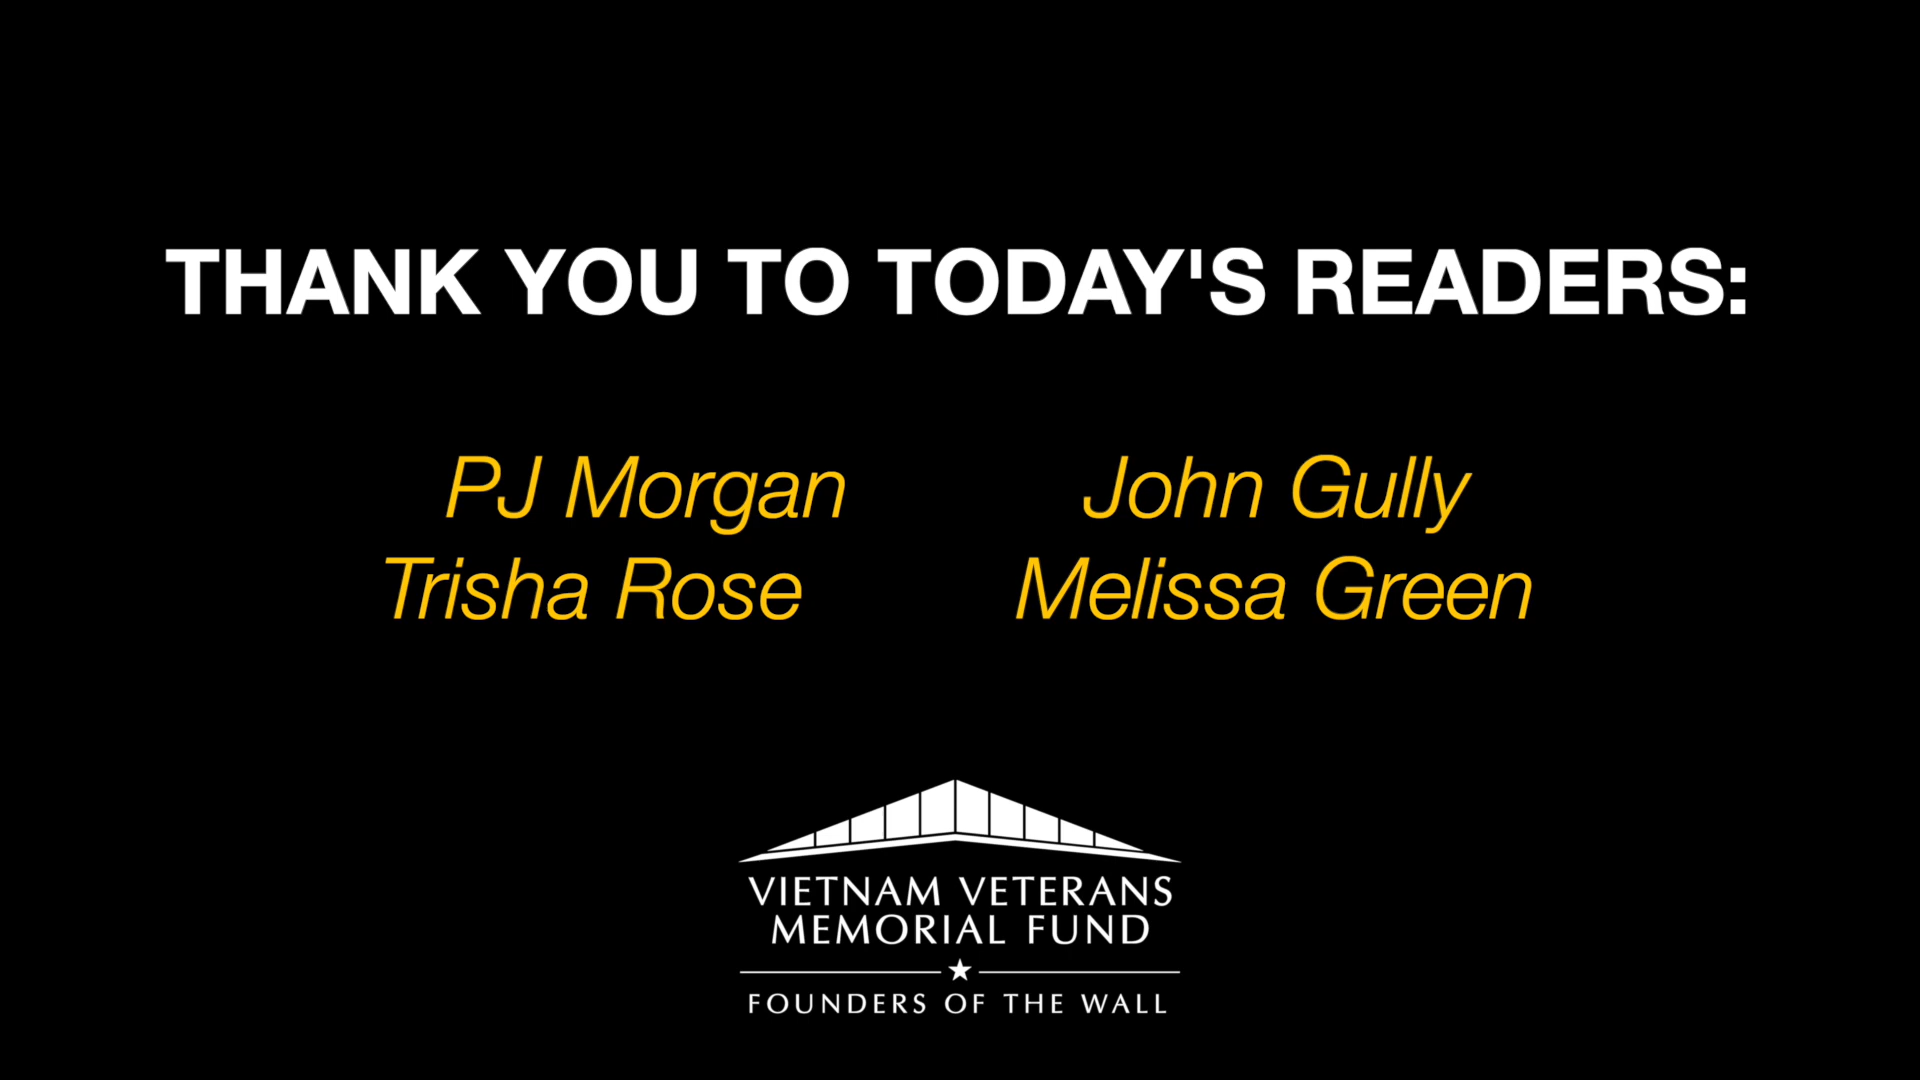 THANK YOU TO TODAY'S READERS:
PJ Morgan John Gully
Trisha Rose Melissa Green
VIETNAM VETERANS
MEMORIAL FUND
FOUNDERS OF THE WALL